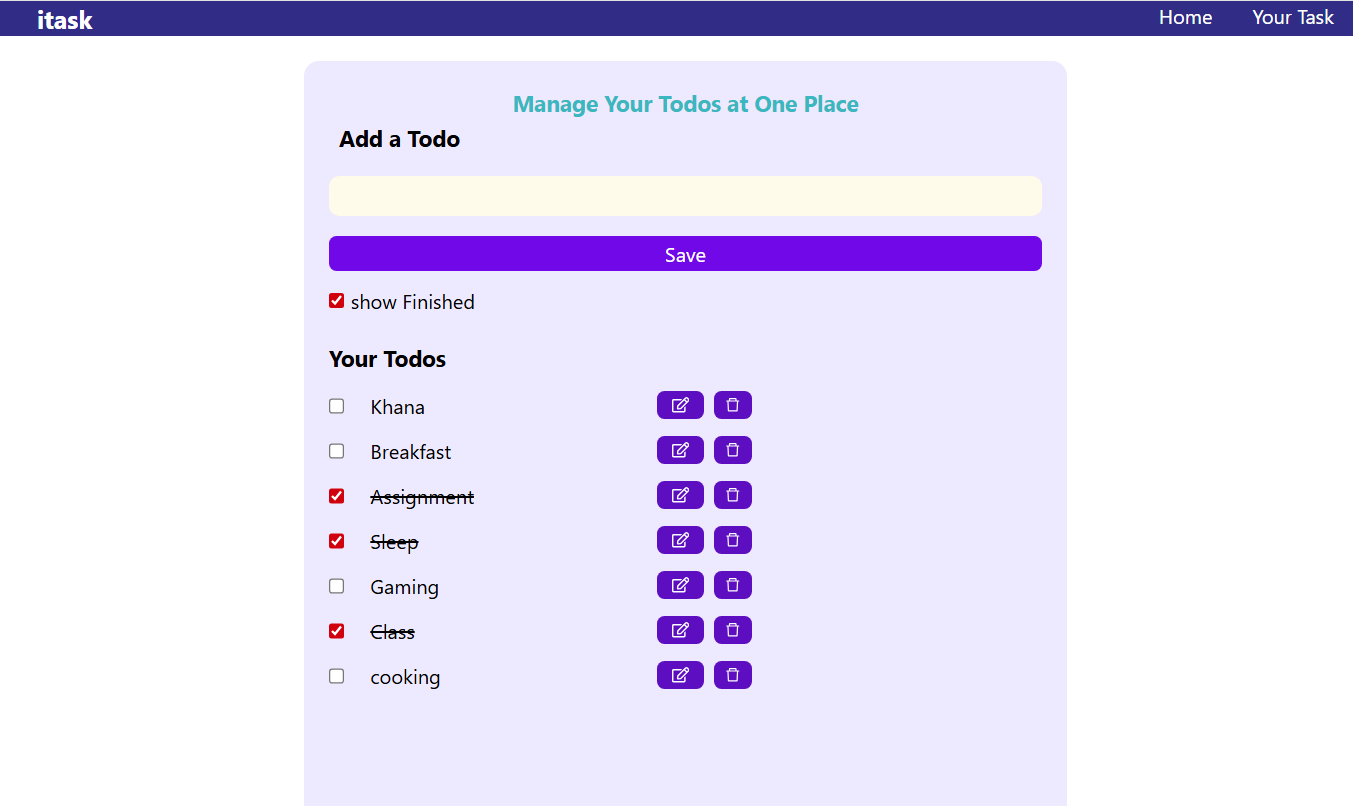 itask Home Your Task
Manage Your Todos at One Place
Add a Todo
Save
show Finished
Your Todos
Khana
Breakfast
Assignment
Sleep
Gaming
Class
cooking